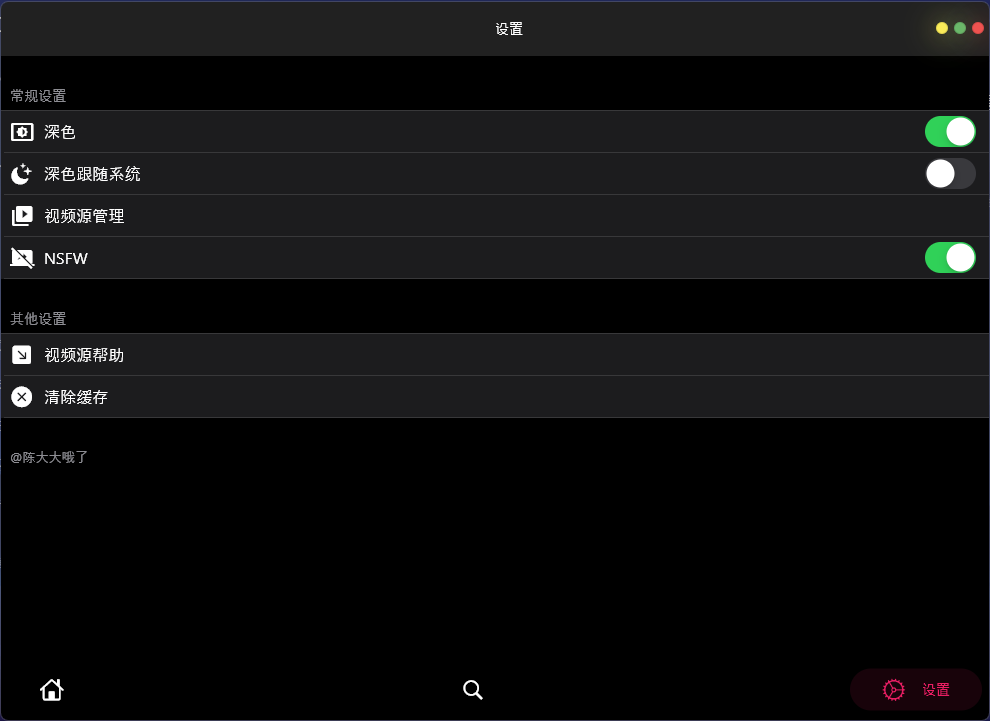 设置
常规设置
深色
深色跟随系统
视频源管理
NSFW
其他设置
视频源帮助
清除缓存
@陈大大哦了
设置